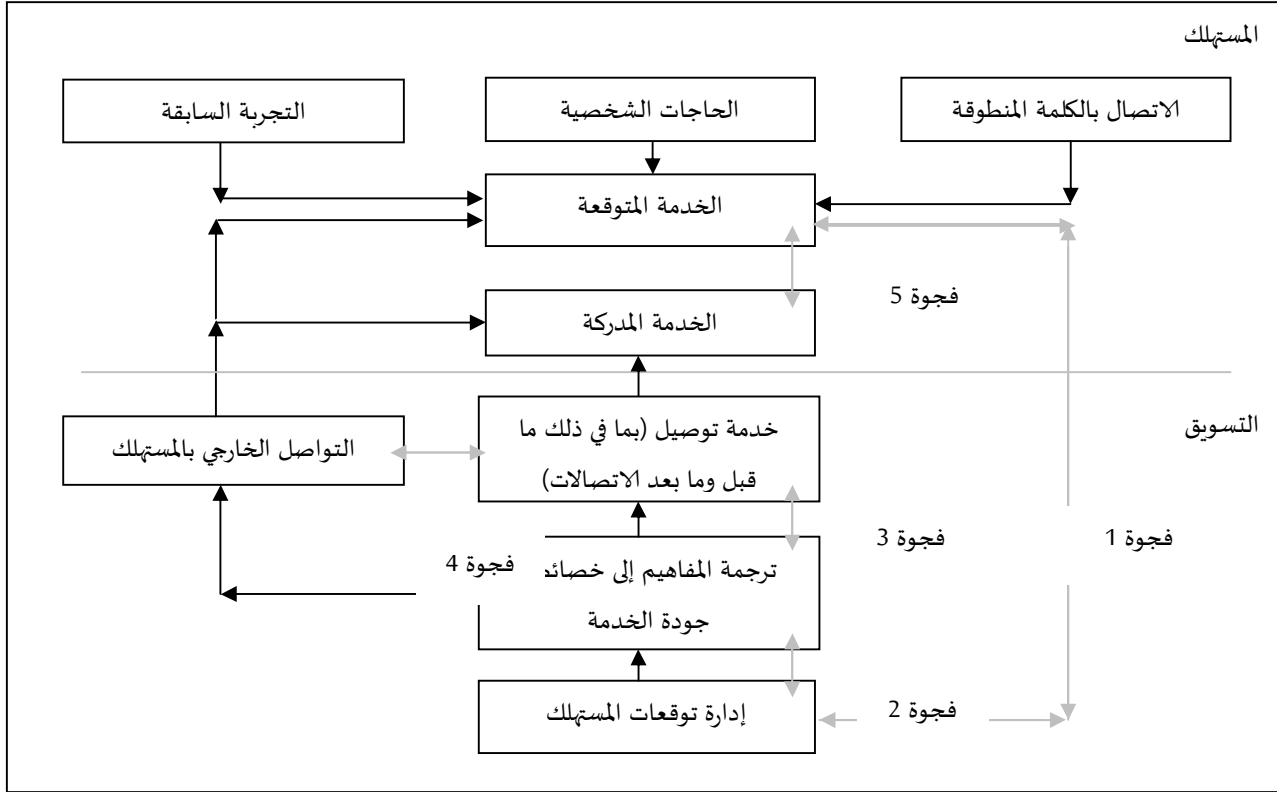 المستهلك
الاتصال بالكلمة المنطوقة
الحاجات الشخصية
التجربة السابقة
الخدمة المتوقعة
فجوة 5
الخدمة المدركة
التسويق
خدمة توصيل (بما في ذلك ما
قبل وما بعد الاتصالات)
التواصل الخارجي بالمستهلك
فجوة 1
فجوة 3
ترجمة المفاهيم إلى
جودة الخدمة
فجوة 4
فجوة 2
إدارة توقعات المستهلك